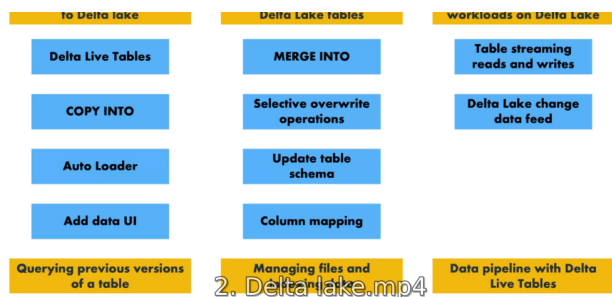 to Delta lake
Delta Live Tables
COPY INTO
Auto Loader
Add data UI
Querying previous versions
of a table
Delta Lake tables
MERGE INTO
Selective overwrite
operations
Update table
schema
Column mapping
Managing files and
workloads on Delta Lake
Table streaming
reads and writes
Delta Lake change
data feed
Data pipeline with Delta
Live Tables
2. Delta lake.mp4